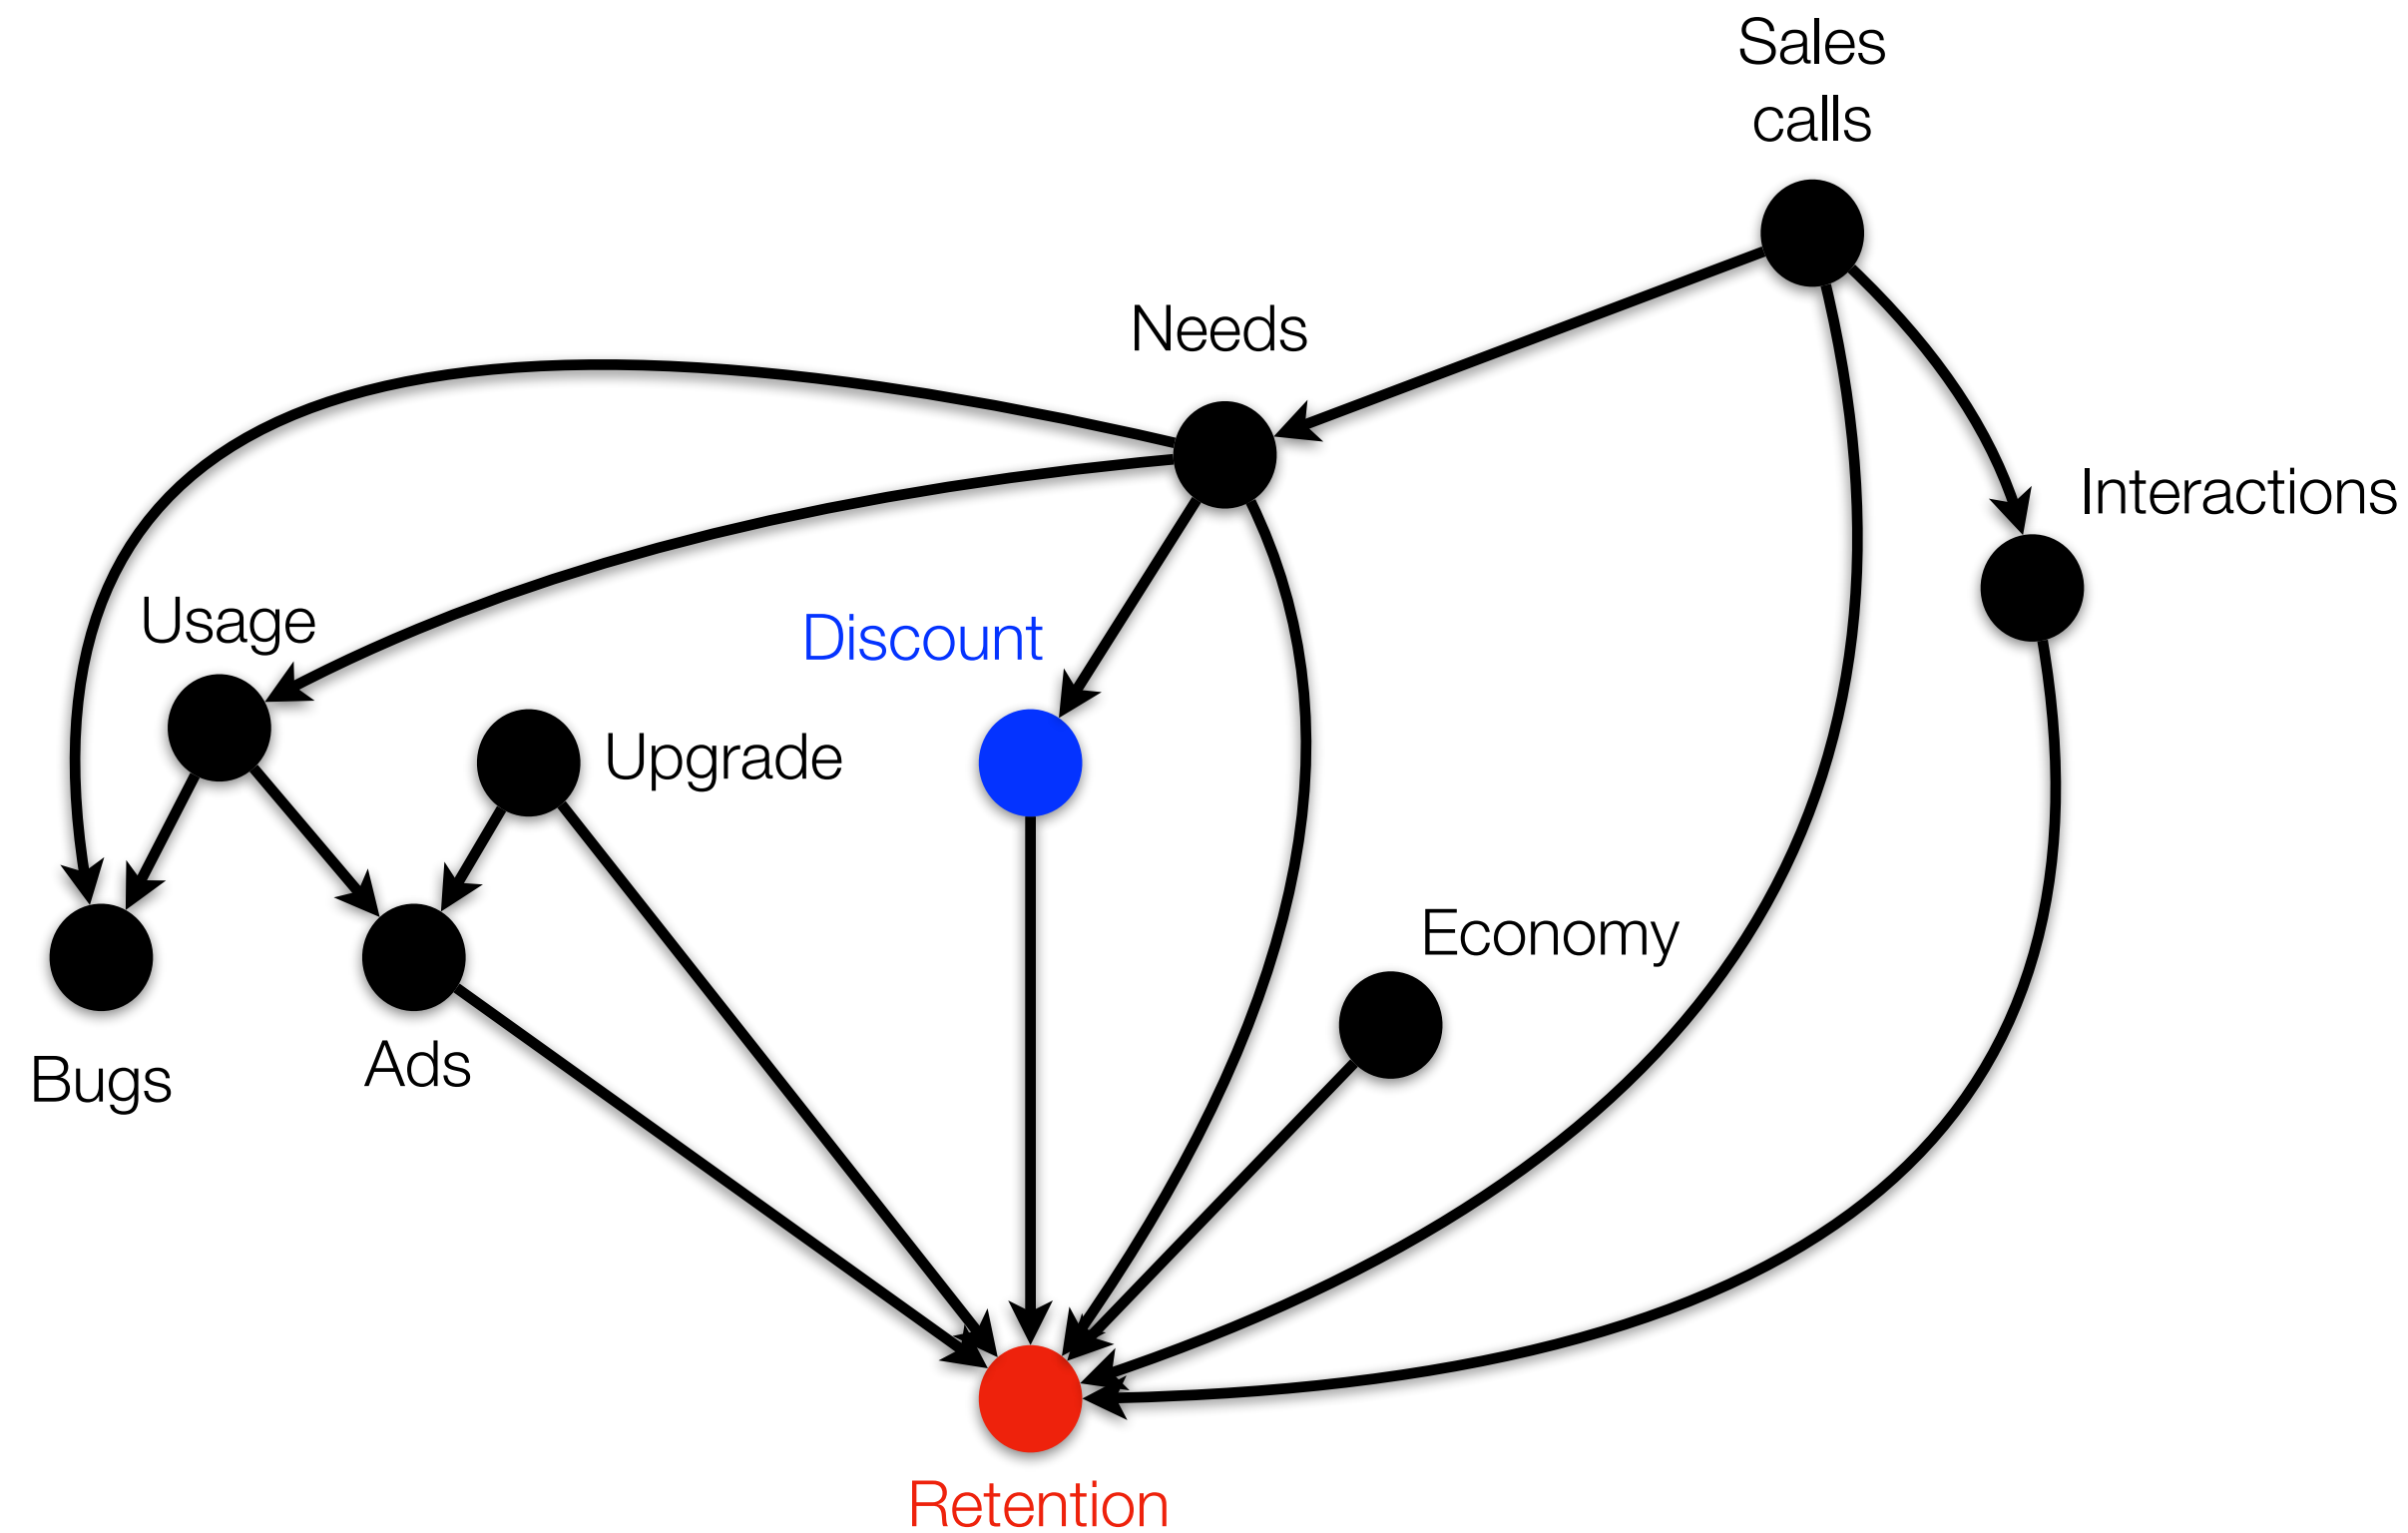 Sales
calls
Needs
Interactions
Usage
Discount
Upgrade
Economy
Ads
Bugs
Retention